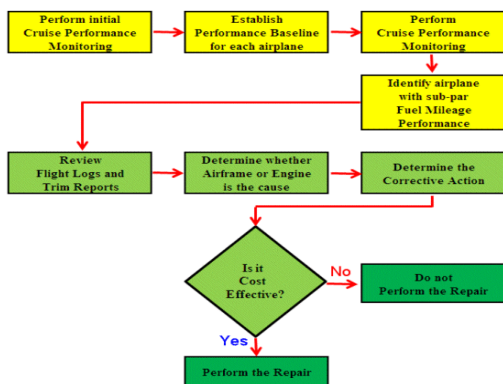 Perform initial
Cruise Performance
Monitoring
Establish
Performance Baseline
for each airplane
Perform
Cruise Performance
Monitoring
Identify airplane
with sub-par
Fuel Mileage
Performance
Review
Flight Logs and
Trim Reports
Determine whether
Airframe or Engine
is the cause
Determine the
Corrective Action
Is it
Cost
Effective?
No
Do not
Perform the Repair
Yes
Perform the Repair